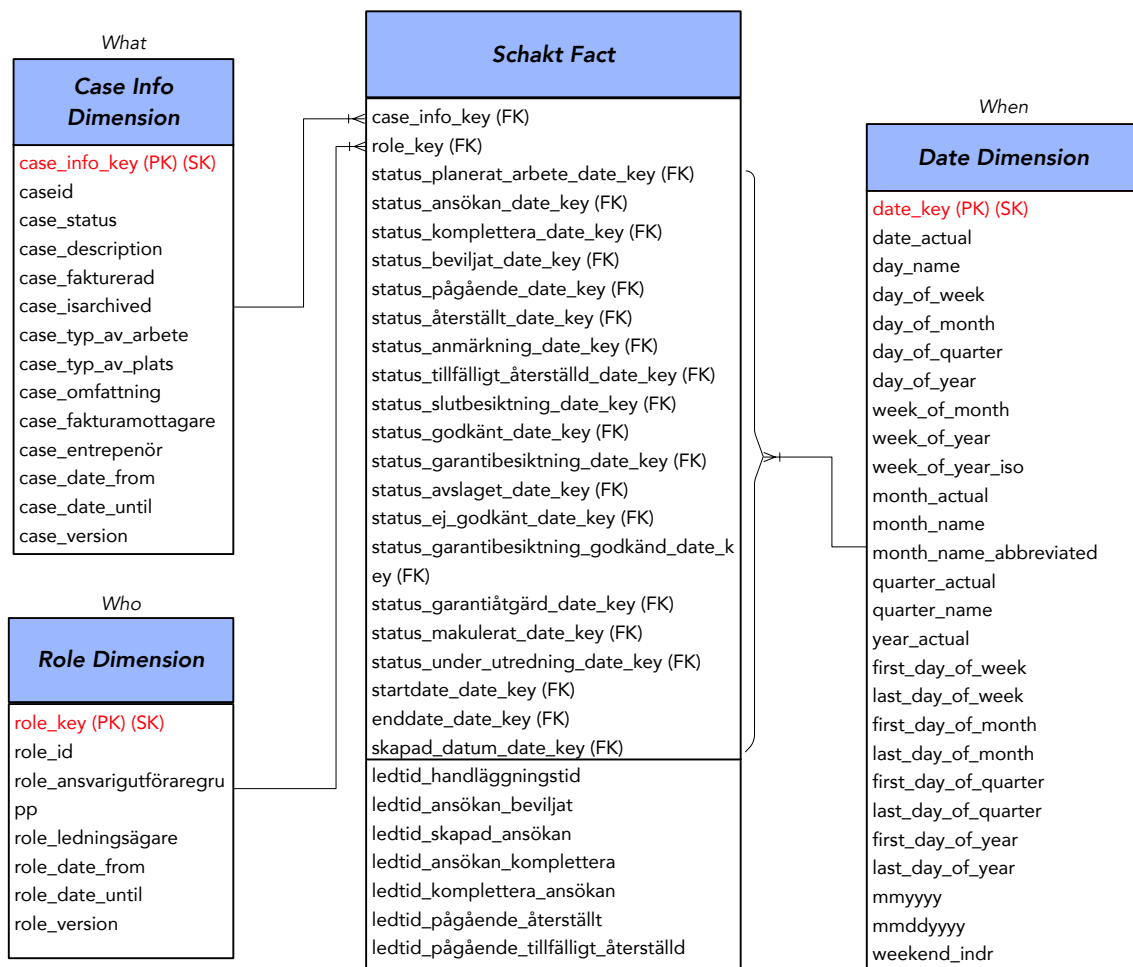 What
Case Info
Dimension
case_info_key (PK) (SK)
caseid
case_status
case_description
case_fakturerad
case_isarchived
case_typ_av_arbete
case_typ_av_plats
case_omfattning
case_fakturamottagare
case_entrepenör
case_date_from
case_date_until
case_version
Who
Role Dimension
role_key (PK) (SK)
role_id
role_ansvarigutföraregru
pp
role_ledningsägare
role_date_from
role_date_until
role_version
Schakt Fact
case_info_key (FK)
role_key (FK)
status_planerat_arbete_date_key (FK)
status_ansökan_date_key (FK)
status_komplettera_date_key (FK)
status_beviljat_date_key (FK)
status_pågående_date_key (FK)
status_återställt_date_key (FK)
status_anmärkning_date_key (FK)
status_tillfälligt_återställd_date_key (FK)
status_slutbesiktning_date_key (FK)
status_godkänt_date_key (FK)
status_garantibesiktning_date_key (FK)
status_avslaget_date_key (FK)
status_ej_godkänt_date_key (FK)
status_garantibesiktning_godkänd_date_k
ey (FK)
status_garantiåtgärd_date_key (FK)
status_makulerat_date_key (FK)
status_under_utredning_date_key (FK)
startdate_date_key (FK)
enddate_date_key (FK)
skapad_datum_date_key (FK)
ledtid_handläggningstid
ledtid_ansökan_beviljat
ledtid_skapad_ansökan
ledtid_ansökan_komplettera
ledtid_komplettera_ansökan
ledtid_pågående_återställt
ledtid_pågående_tillfälligt_återställd
When
Date Dimension
date_key (PK) (SK)
date_actual
day_name
day_of_week
day_of_month
day_of_quarter
day_of_year
week_of_month
week_of_year
week_of_year_iso
month_actual
month_name
month_name_abbreviated
quarter_actual
quarter_name
year_actual
first_day_of_week
last_day_of_week
first_day_of_month
last_day_of_month
first_day_of_quarter
last_day_of_quarter
first_day_of_year
last_day_of_year
mmyyyy
mmddyyyy
weekend_indr